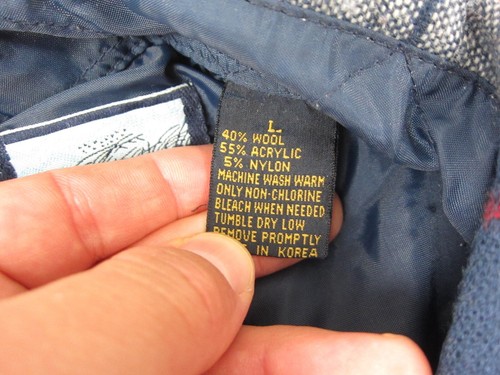 L
40% WOOL
55% ACRYLIC
5% NYLON
MACHINE WASH WARM
ONLY NON-CHLORINE
BLEACH WHEN NEEDED
TUMBLE DRY LOW
REMOVE PROMPTLY
IN KOREA